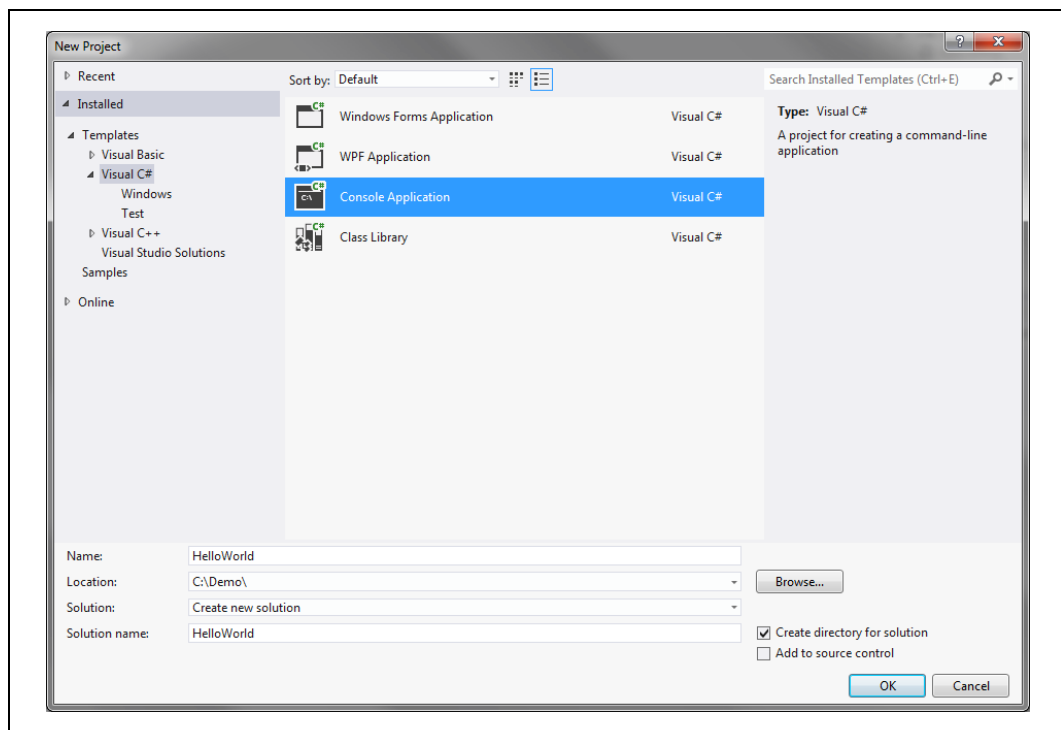 New Project
Recent
Installed
Templates
Visual Basic
Visual C#
Windows
Test
Visual C++
Visual Studio Solutions
Samples
Online
Sort by: Default
C#
Windows Forms Application Visual C#
C#
WPF Application Visual C#
C#
C:\
Console Application Visual C#
C#
Class Library Visual C#
Search Installed Templates (Ctrl+E)
Type: Visual C#
A project for creating a command-line
application
Name: HelloWorld
Location: C:\Demo\
Browse...
Solution: Create new solution
Solution name: HelloWorld
Create directory for solution
Add to source control
OK Cancel